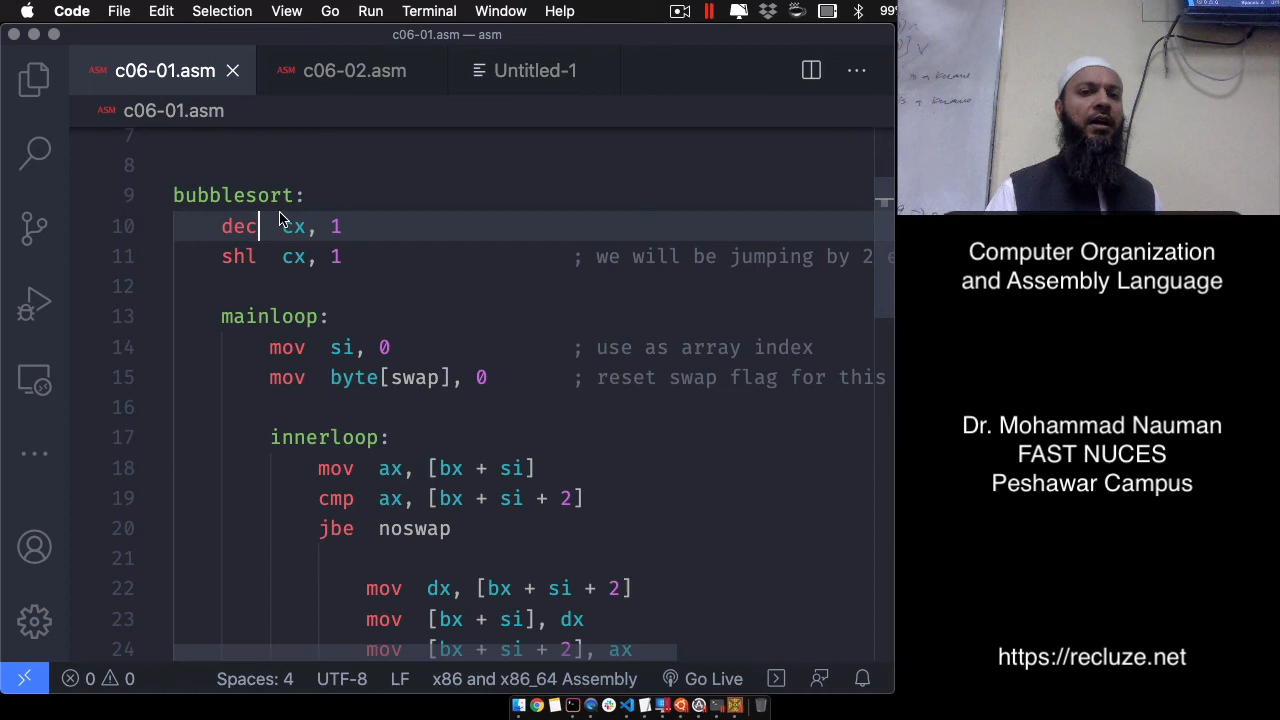 Code File Edit Selection View Go Run Terminal Window Help 99%
c06-01.asm — asm
ASM c06-01.asm ASM c06-02.asm Untitled-1
ASM c06-01.asm
7
8
9 bubblesort:
10 dec cx, 1
11 shl cx, 1 ; we will be jumping by 2
12
13 mainloop:
14 mov si, 0 ; use as array index
15 mov byte[swap], 0 ; reset swap flag for this
16
17 innerloop:
18 mov ax, [bx + si]
19 cmp ax, [bx + si + 2]
20 jbe noswap
21
22 mov dx, [bx + si + 2]
23 mov [bx + si], dx
24 mov [bx + si + 2], ax
0 0 Spaces: 4 UTF-8 LF x86 and x86_64 Assembly Go Live
Computer Organization
and Assembly Language
Dr. Mohammad Nauman
FAST NUCES
Peshawar Campus
https://recluze.net